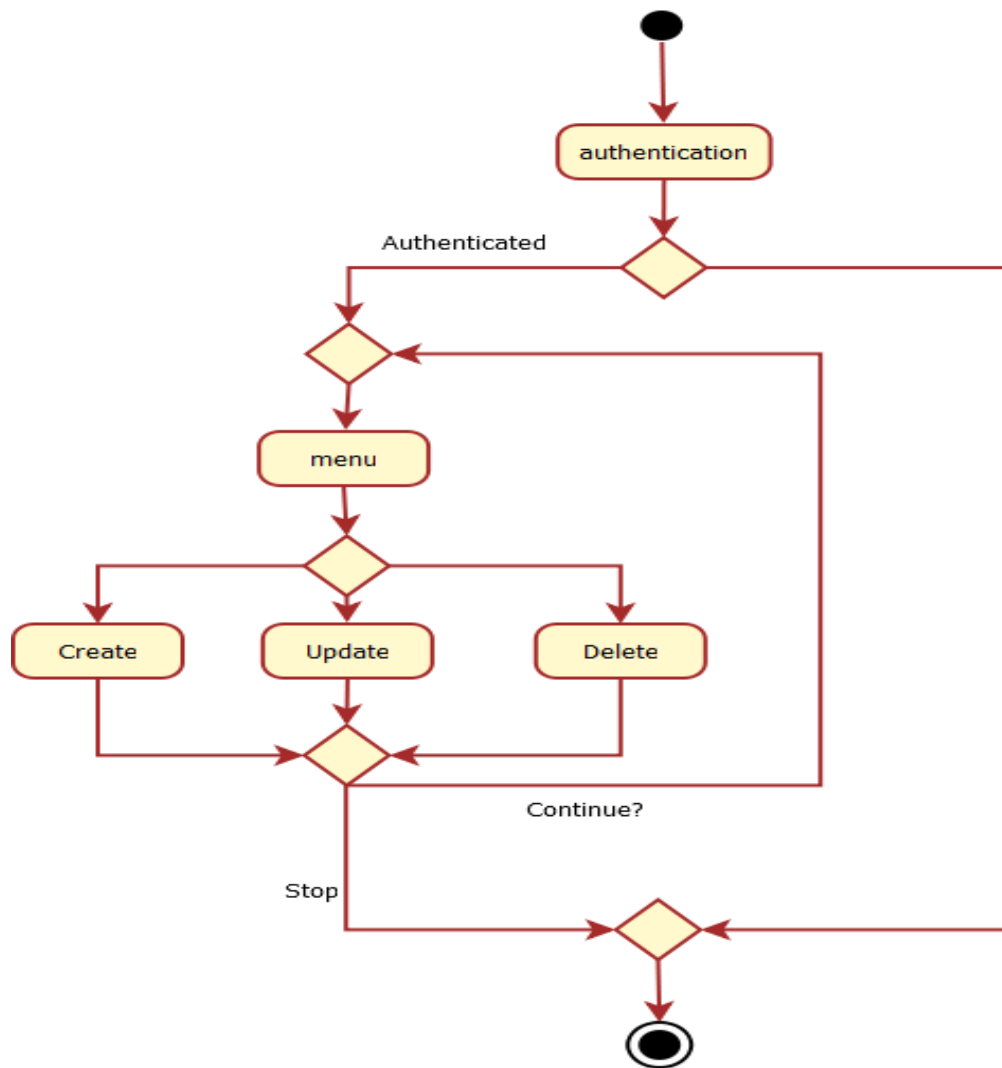 authentication
Authenticated
menu
Create
Update
Delete
Continue?
Stop